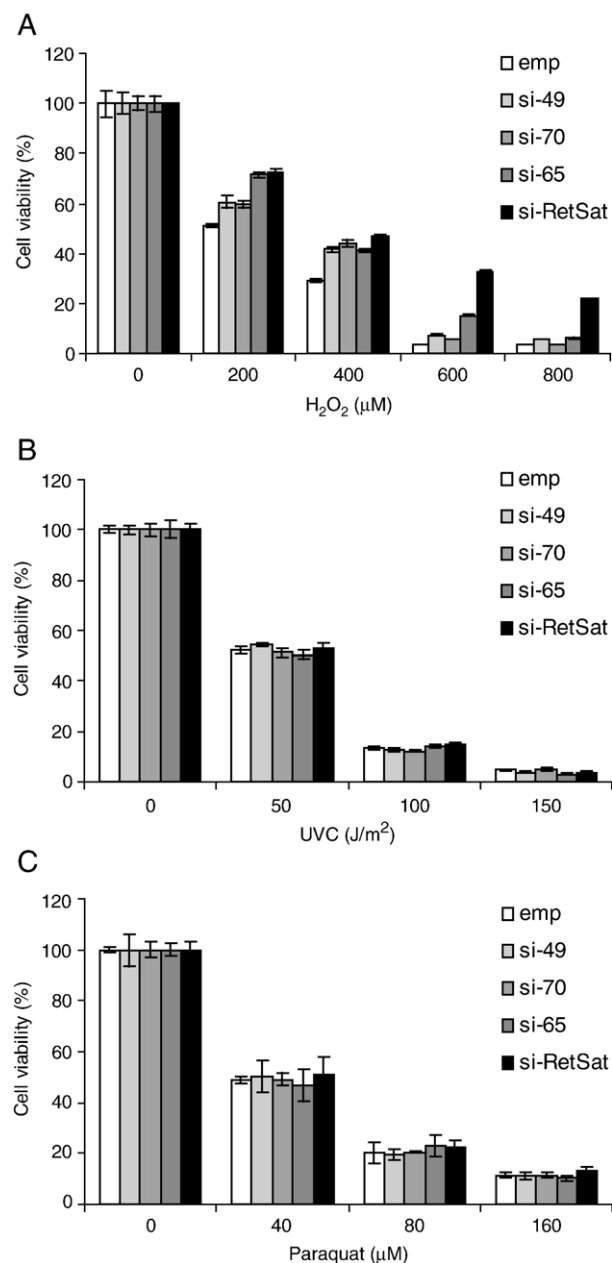 A
120
100
80
60
40
20
0
Cell viability (%)
emp
si-49
si-70
si-65
si-RetSat
0 200 400 600 800
H₂O₂ (μM)
B
120
100
80
60
40
20
0
Cell viability (%)
emp
si-49
si-70
si-65
si-RetSat
0 50 100 150
UVC (J/m²)
C
120
100
80
60
40
20
0
Cell viability (%)
emp
si-49
si-70
si-65
si-RetSat
0 40 80 160
Paraquat (μM)